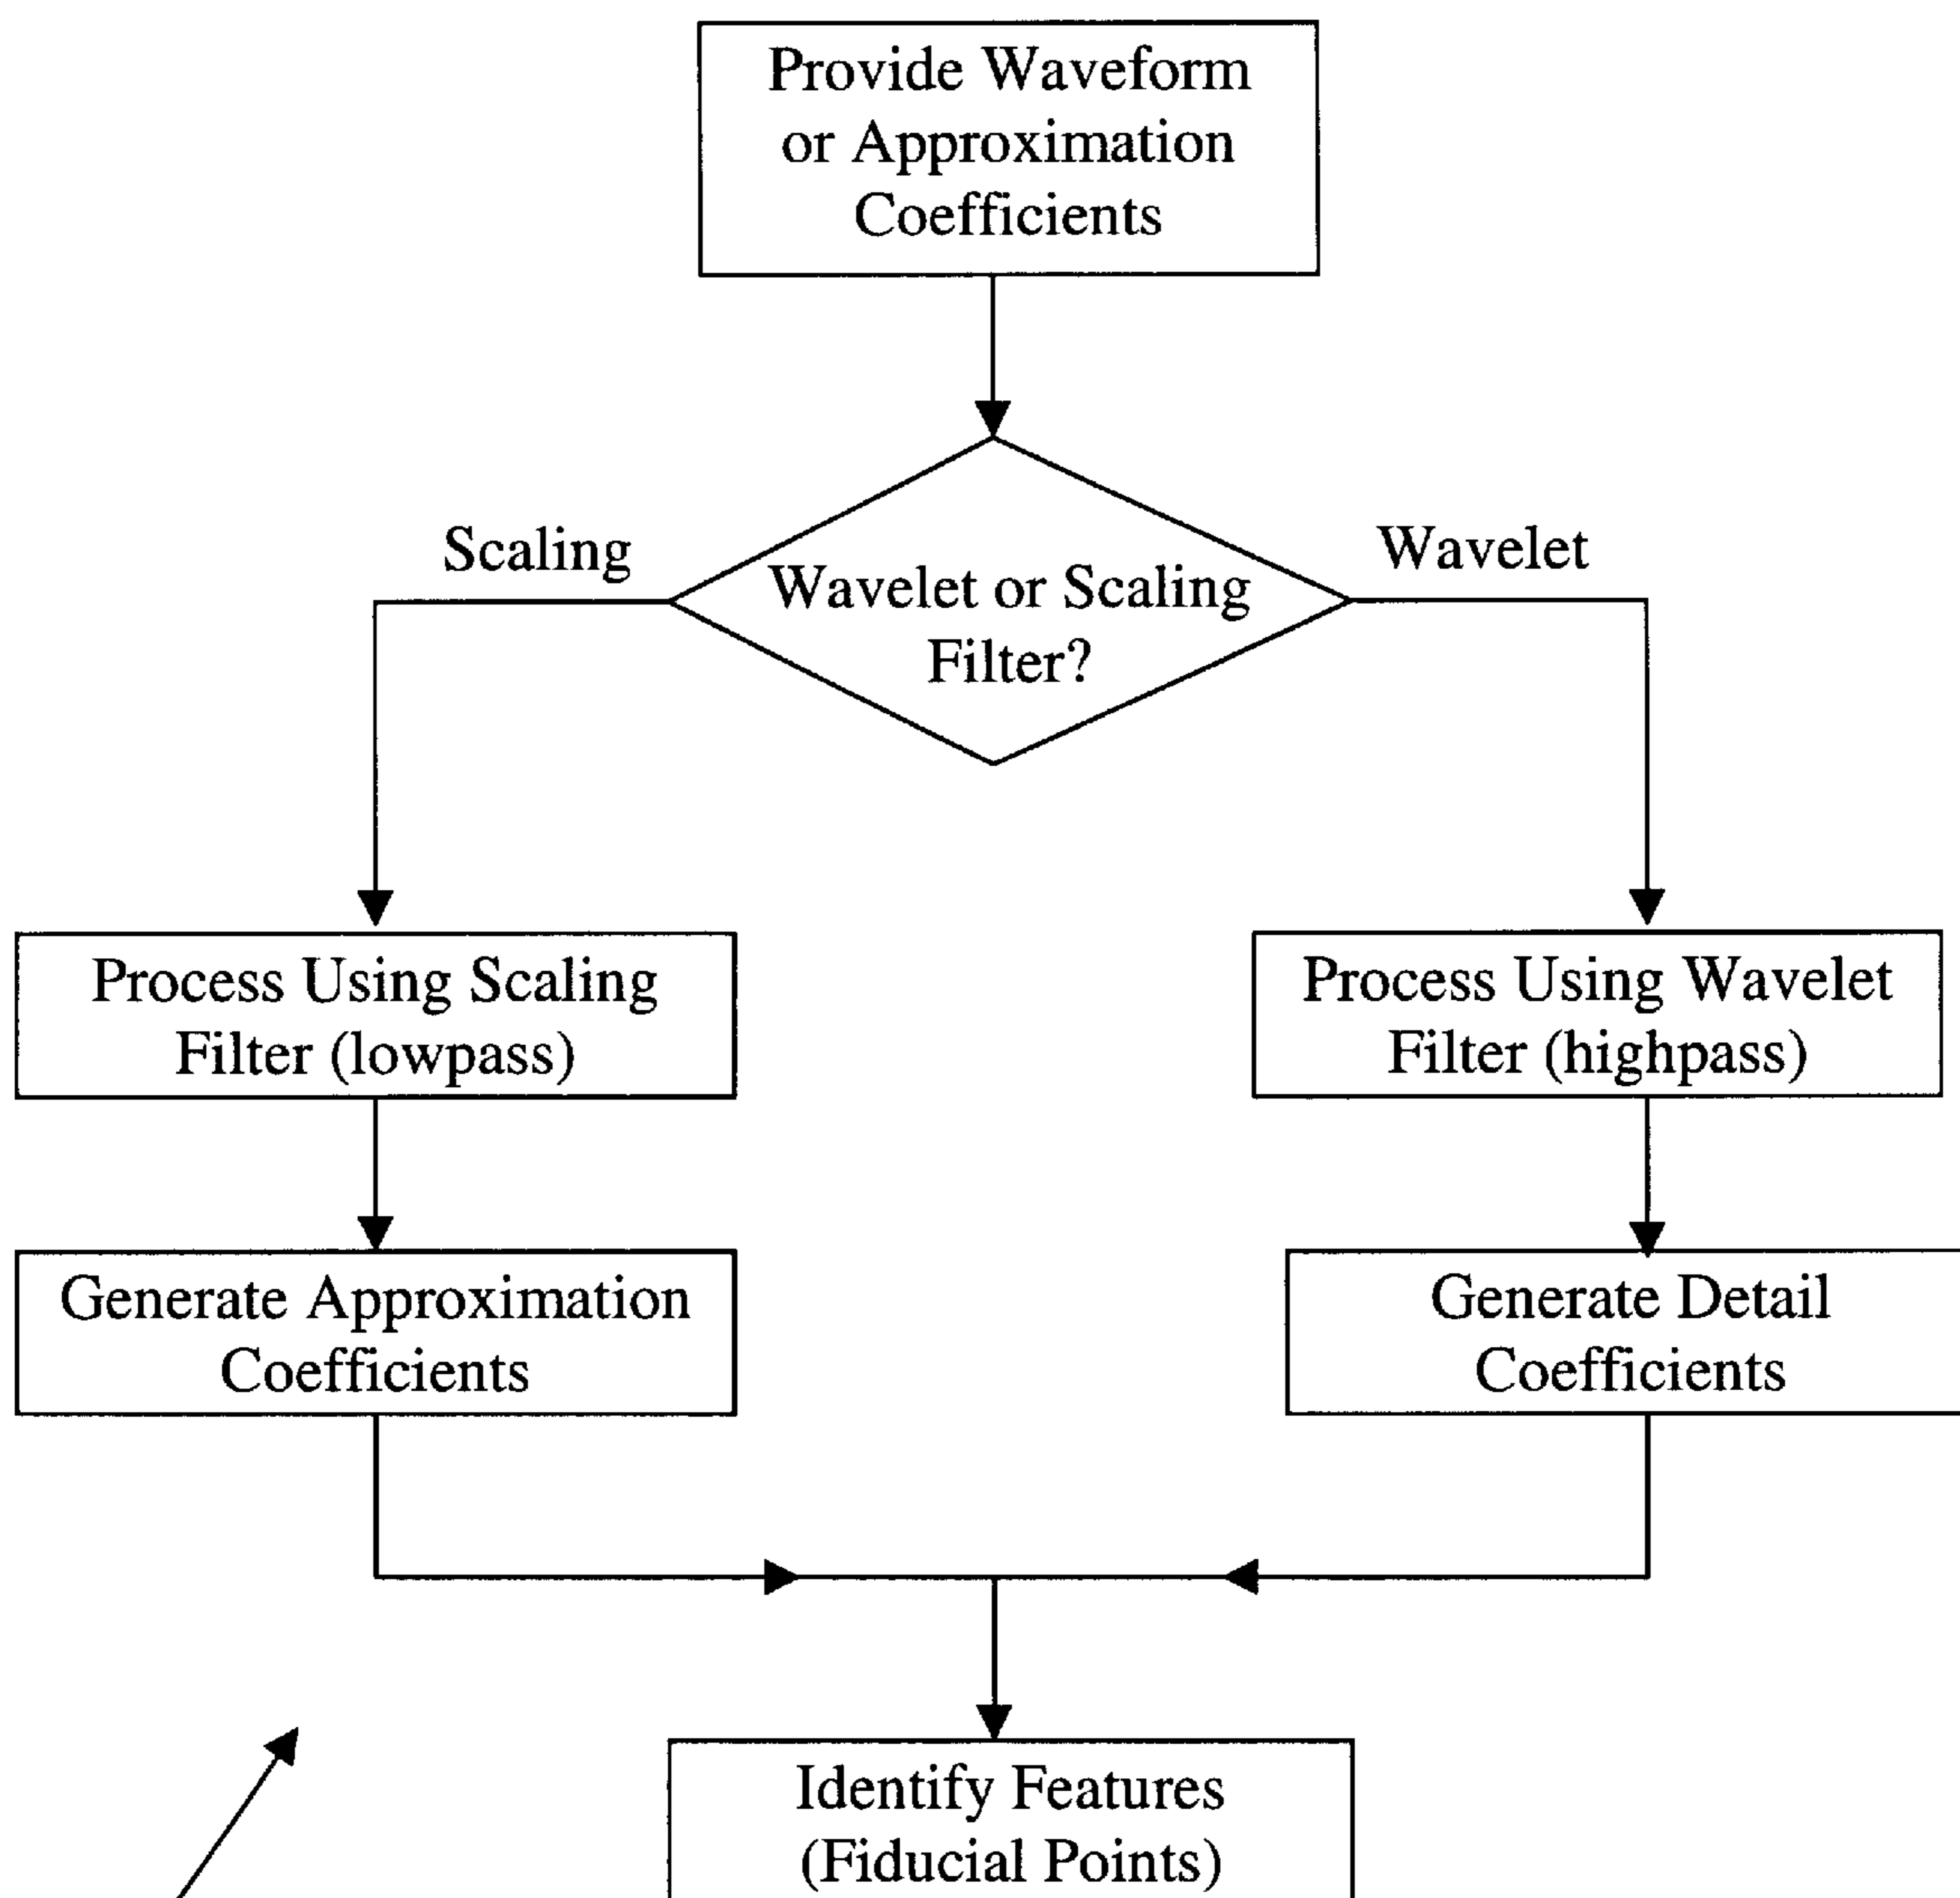 Provide Waveform
or Approximation
Coefficients
Scaling
Wavelet
Wavelet or Scaling
Filter?
Process Using Scaling
Filter (lowpass)
Process Using Wavelet
Filter (highpass)
Generate Approximation
Coefficients
Generate Detail
Coefficients
Identify Features
(Fiducial Points)